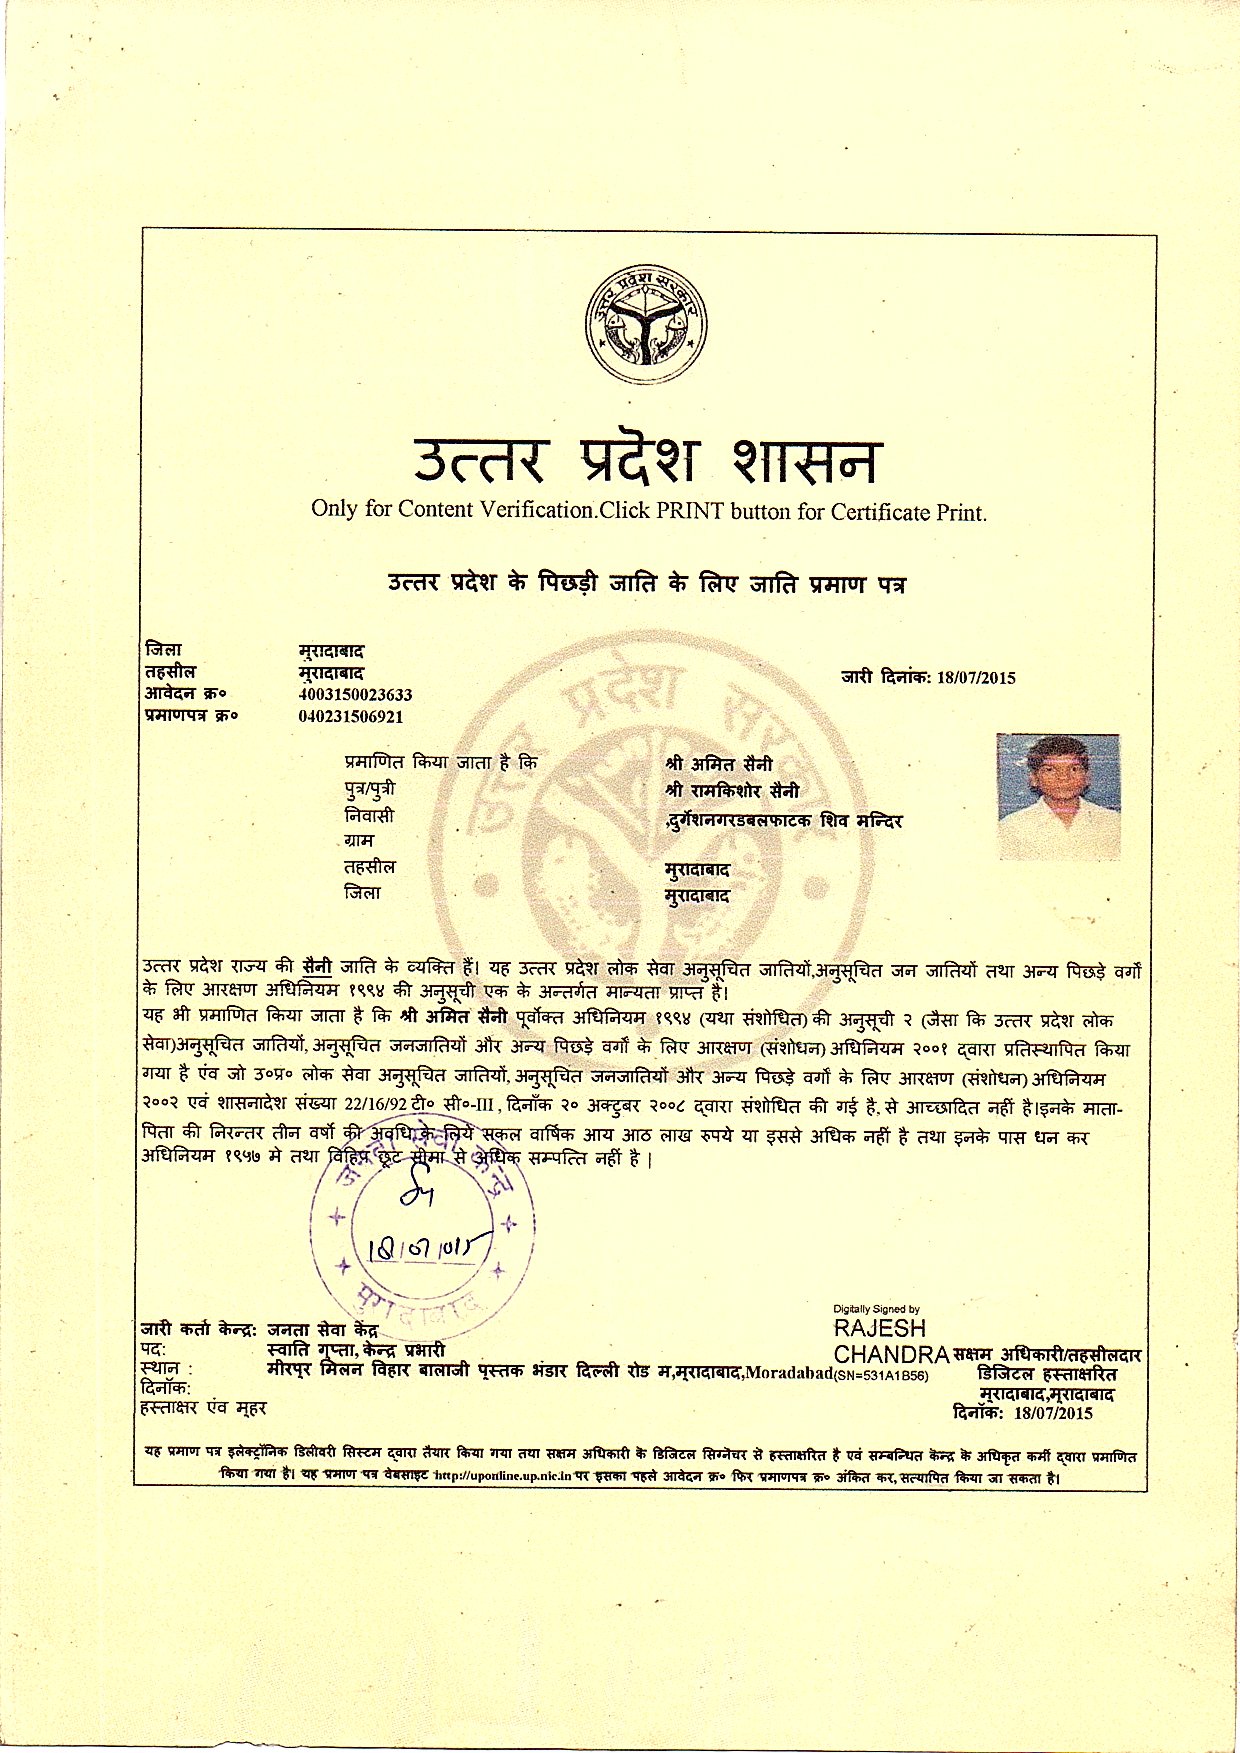 उत्तर प्रदेश सरकार
उत्तर प्रदेश शासन
Only for Content Verification.Click PRINT button for Certificate Print.
उत्तर प्रदेश के पिछड़ी जाति के लिए जाति प्रमाण पत्र
जिला मुरादाबाद
तहसील मुरादाबाद
जारी दिनांक: 18/07/2015
आवेदन क्र० 4003150023633
प्रमाणपत्र क्र० 040231506921
उत्तर प्रदेश सरकार
प्रमाणित किया जाता है कि श्री अमित सैनी
पुत्र/पुत्री श्री रामकिशोर सैनी
निवासी ,दुर्गेशनगरडबलफाटक शिव मन्दिर
ग्राम
तहसील मुरादाबाद
जिला मुरादाबाद
उत्तर प्रदेश राज्य की सैनी जाति के व्यक्ति हैं। यह उत्तर प्रदेश लोक सेवा अनुसूचित जातियों,अनुसूचित जन जातियों तथा अन्य पिछड़े वर्गों
के लिए आरक्षण अधिनियम १९९४ की अनुसूची एक के अन्तर्गत मान्यता प्राप्त है।
यह भी प्रमाणित किया जाता है कि श्री अमित सैनी पूर्वोक्त अधिनियम १९९४ (यथा संशोधित) की अनुसूची २ (जैसा कि उत्तर प्रदेश लोक
सेवा)अनुसूचित जातियों, अनुसूचित जनजातियों और अन्य पिछड़े वर्गों के लिए आरक्षण (संशोधन) अधिनियम २००१ द्वारा प्रतिस्थापित किया
गया है एंव जो उ०प्र० लोक सेवा अनुसूचित जातियों, अनुसूचित जनजातियों और अन्य पिछड़े वर्गों के लिए आरक्षण (संशोधन) अधिनियम
२००२ एवं शासनादेश संख्या 22/16/92 टी० सी०-III , दिनाँक २० अक्टुबर २००८ द्वारा संशोधित की गई है, से आच्छादित नहीं है।इनके माता-
पिता की निरन्तर तीन वर्षो की अवधि के लिये सकल वार्षिक आय आठ लाख रुपये या इससे अधिक नहीं है तथा इनके पास धन कर
अधिनियम १९५७ मे तथा विहिप्र छूट सीमा से अधिक सम्पत्ति नहीं है |
जनता सेवा केन्द्र
मुरादाबाद
Digitally Signed by
RAJESH
CHANDRA सक्षम अधिकारी/तहसीलदार
(SN=531A1B56) डिजिटल हस्ताक्षरित
मुरादाबाद,मुरादाबाद
दिनाँक: 18/07/2015
जारी कर्ता केन्द्र: जनता सेवा केंद्र
पद: स्वाति गुप्ता,केन्द्र प्रभारी
स्थान : मीरपुर मिलन विहार बालाजी पुस्तक भंडार दिल्ली रोड म,मुरादाबाद,Moradabad
दिनाँक:
हस्ताक्षर एंव मूहर
यह प्रमाण पत्र इलेक्ट्रॉनिक डिलीवरी सिस्टम द्वारा तैयार किया गया तथा सक्षम अधिकारी के डिजिटल सिग्नेचर से हस्ताक्षरित है एवं सम्बन्धित केन्द्र के अधिकृत कर्मी द्वारा प्रमाणित
किया गया है। यह प्रमाण पत्र वेबसाइट http://uponline.up.nic.in पर इसका पहले आवेदन क्र० फिर प्रमाणपत्र क्र० अंकित कर, सत्यापित किया जा सकता है।